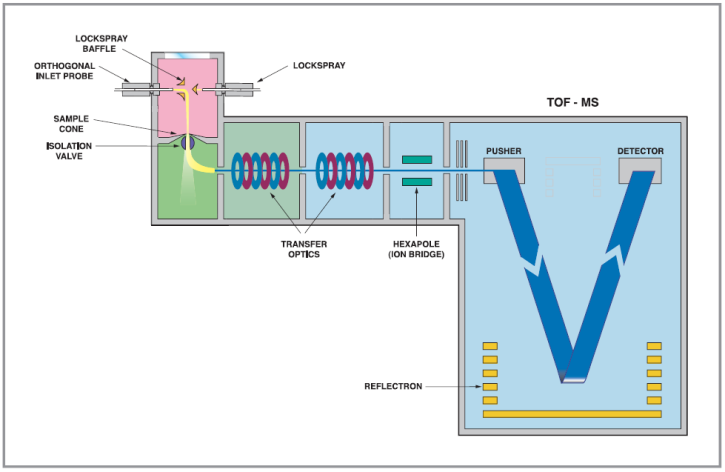 LOCKSPRAY
BAFFLE
ORTHOGONAL
INLET PROBE
LOCKSPRAY
TOF - MS
SAMPLE
CONE
ISOLATION
VALVE
PUSHER
DETECTOR
TRANSFER
OPTICS
HEXAPOLE
(ION BRIDGE)
REFLECTRON